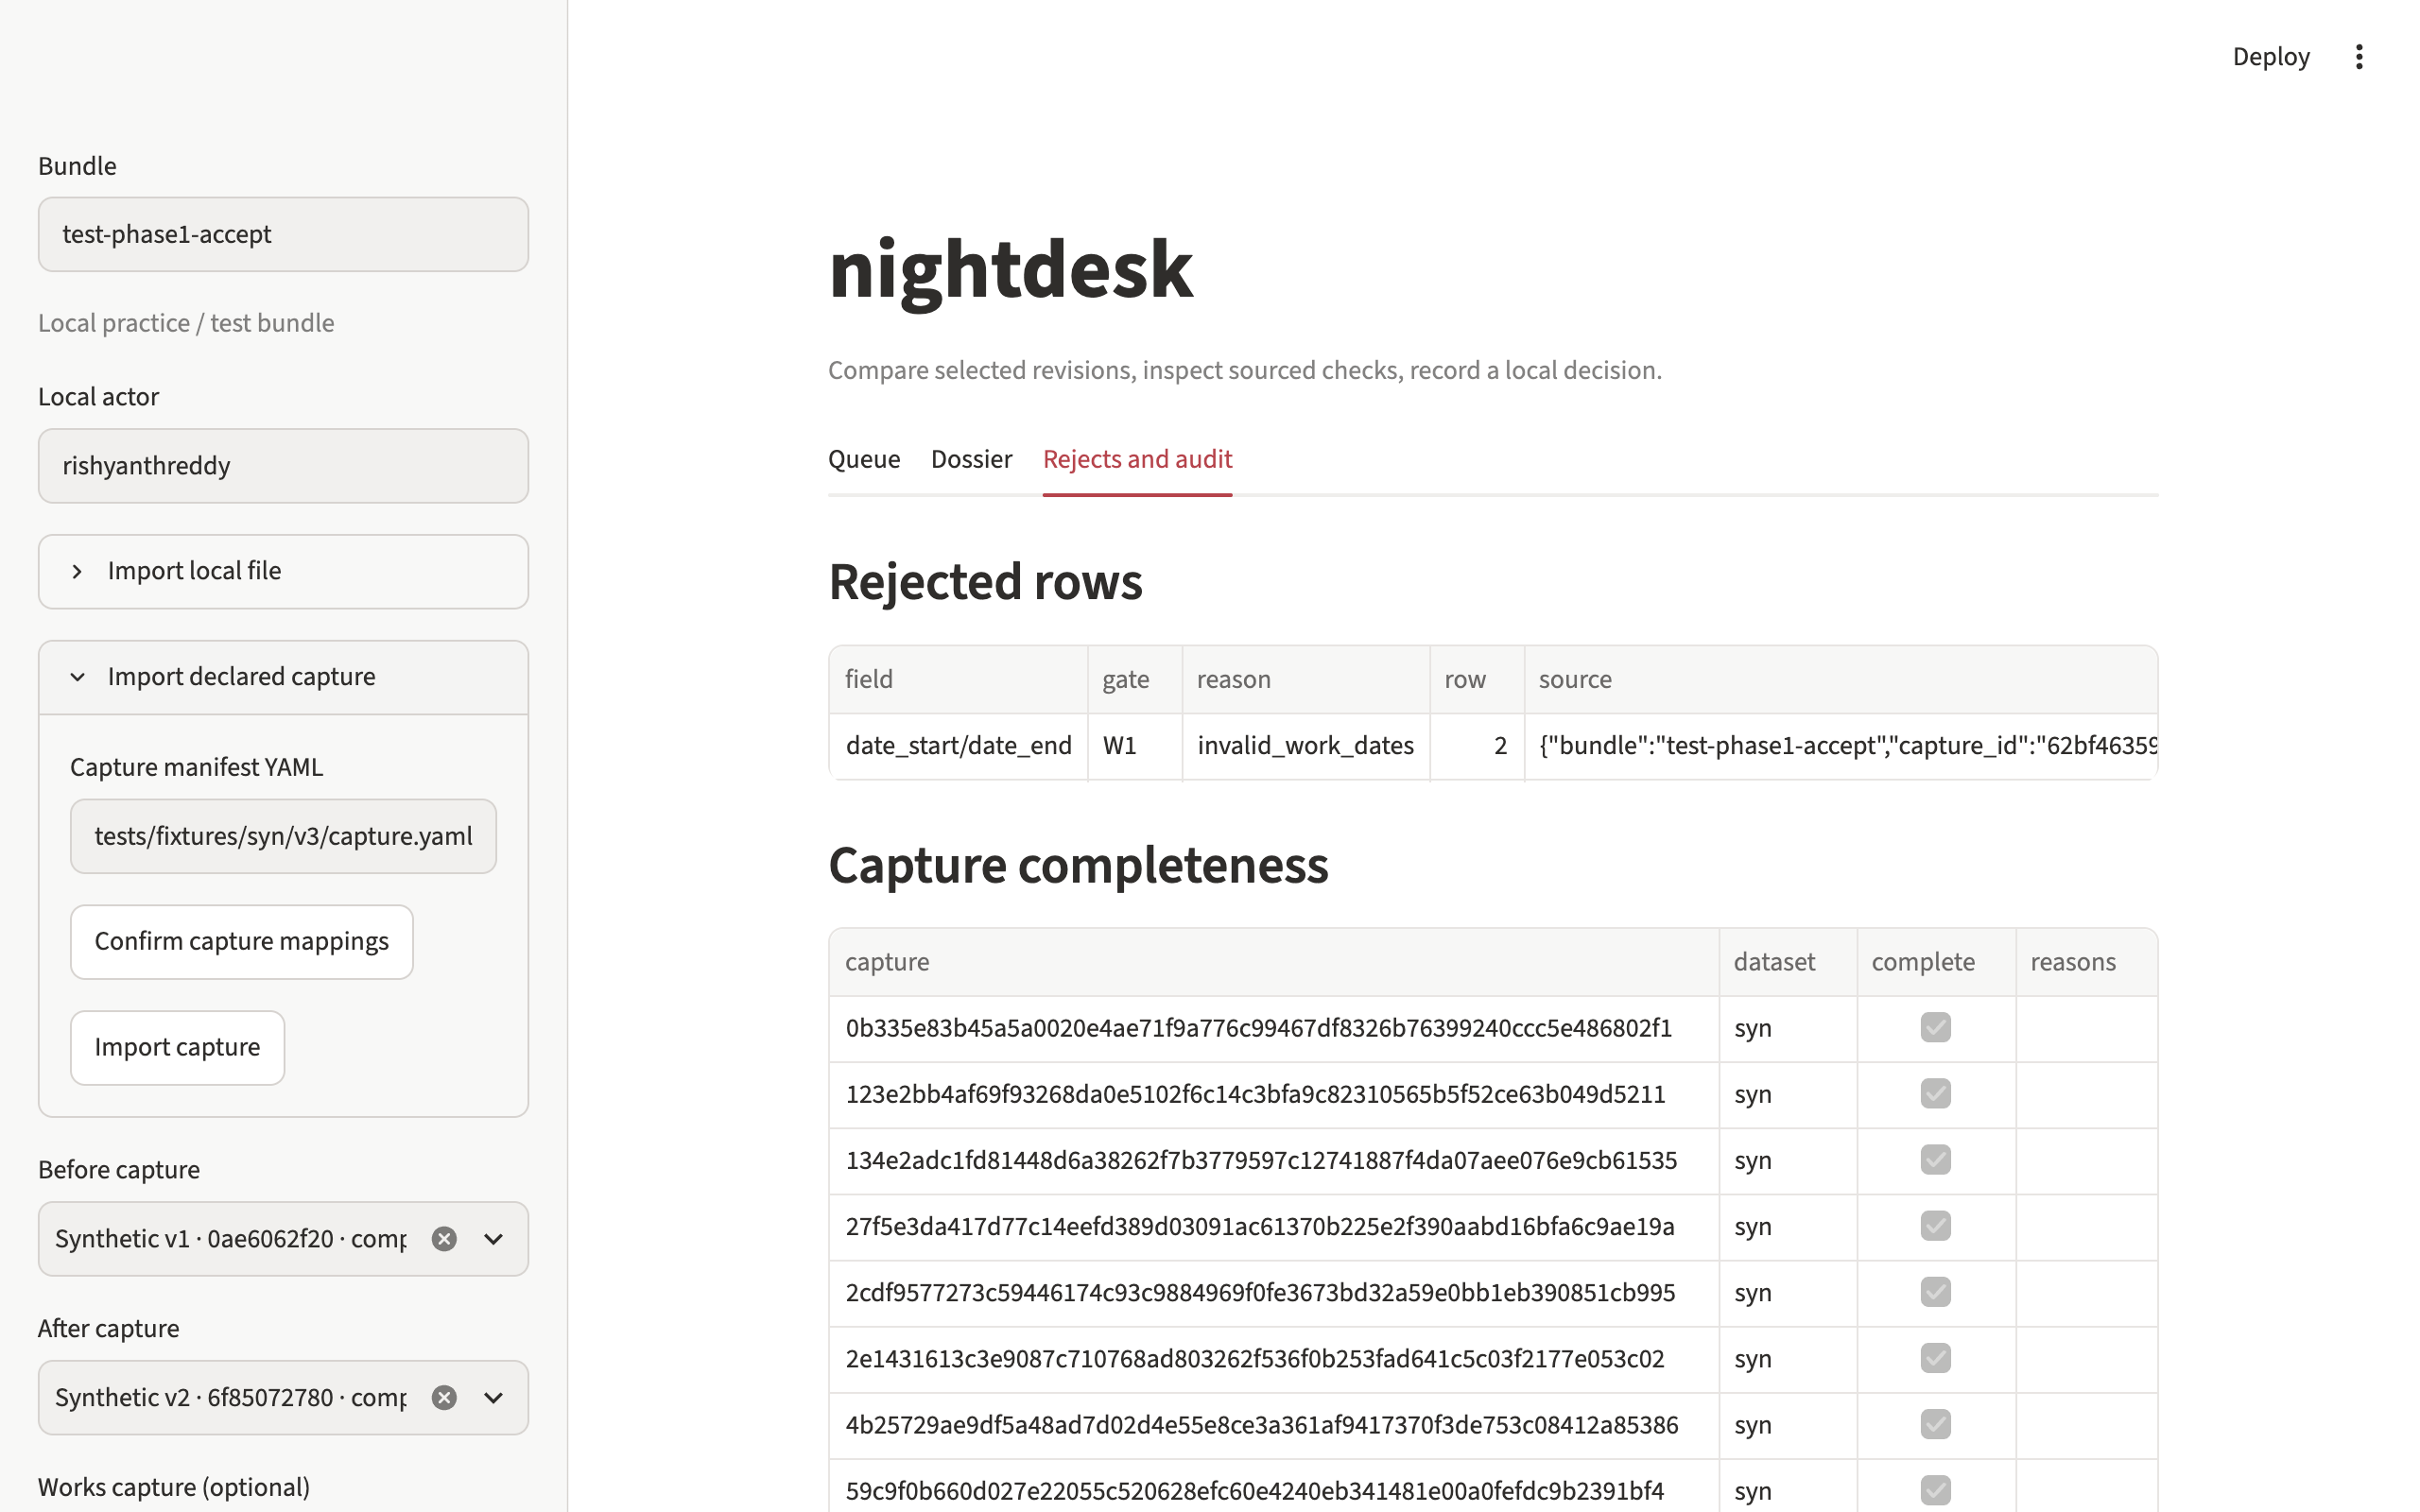 Deploy
Bundle
test-phase1-accept
Local practice / test bundle
Local actor
rishyanthreddy
Import local file
Import declared capture
Capture manifest YAML
tests/fixtures/syn/v3/capture.yaml
Confirm capture mappings
Import capture
Before capture
Synthetic v1 · 0ae6062f20 · comp
After capture
Synthetic v2 · 6f85072780 · comp
Works capture (optional)
nightdesk
Compare selected revisions, inspect sourced checks, record a local decision.
Queue Dossier Rejects and audit
Rejected rows
field gate reason row source
date_start/date_end W1 invalid_work_dates 2 {"bundle":"test-phase1-accept","capture_id":"62bf46359
Capture completeness
capture dataset complete reasons
0b335e83b45a5a0020e4ae71f9a776c99467df8326b76399240ccc5e486802f1 syn
123e2bb4af69f93268da0e5102f6c14c3bfa9c82310565b5f52ce63b049d5211 syn
134e2adc1fd81448d6a38262f7b3779597c12741887f4da07aee076e9cb61535 syn
27f5e3da417d77c14eefd389d03091ac61370b225e2f390aabd16bfa6c9ae19a syn
2cdf9577273c59446174c93c9884969f0fe3673bd32a59e0bb1eb390851cb995 syn
2e1431613c3e9087c710768ad803262f536f0b253fad641c5c03f2177e053c02 syn
4b25729ae9df5a48ad7d02d4e55e8ce3a361af9417370f3de753c08412a85386 syn
59c9f0b660d027e22055c520628efc60e4240eb341481e00a0fefdc9b2391bf4 syn